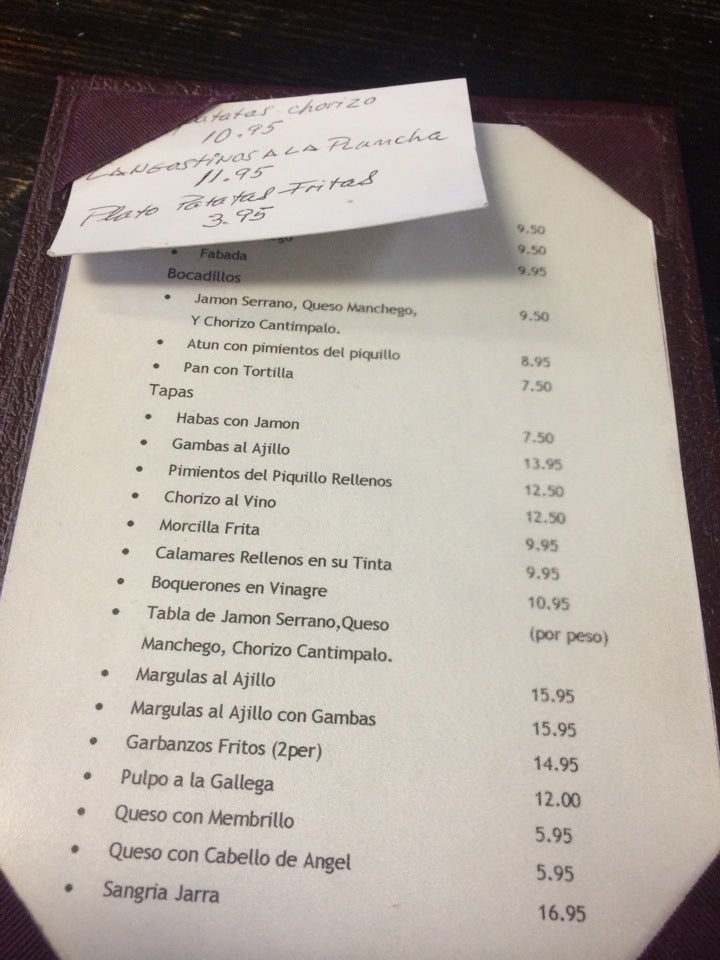 patatas chorizo
10.95
LANGOSTINOS A LA Plancha
11.95
Plato Patatas Fritas
3.95
9.50
Fabada 9.50
Bocadillos 9.95
• Jamon Serrano, Queso Manchego,
Y Chorizo Cantimpalo. 9.50
• Atun con pimientos del piquillo 8.95
• Pan con Tortilla 7.50
Tapas
• Habas con Jamon 7.50
• Gambas al Ajillo 13.95
• Pimientos del Piquillo Rellenos 12.50
• Chorizo al Vino 12.50
• Morcilla Frita 9.95
• Calamares Rellenos en su Tinta 9.95
• Boquerones en Vinagre 10.95
• Tabla de Jamon Serrano,Queso (por peso)
Manchego, Chorizo Cantimpalo.
• Margulas al Ajillo 15.95
• Margulas al Ajillo con Gambas 15.95
• Garbanzos Fritos (2per) 14.95
• Pulpo a la Gallega 12.00
• Queso con Membrillo 5.95
• Queso con Cabello de Angel 5.95
• Sangria Jarra 16.95